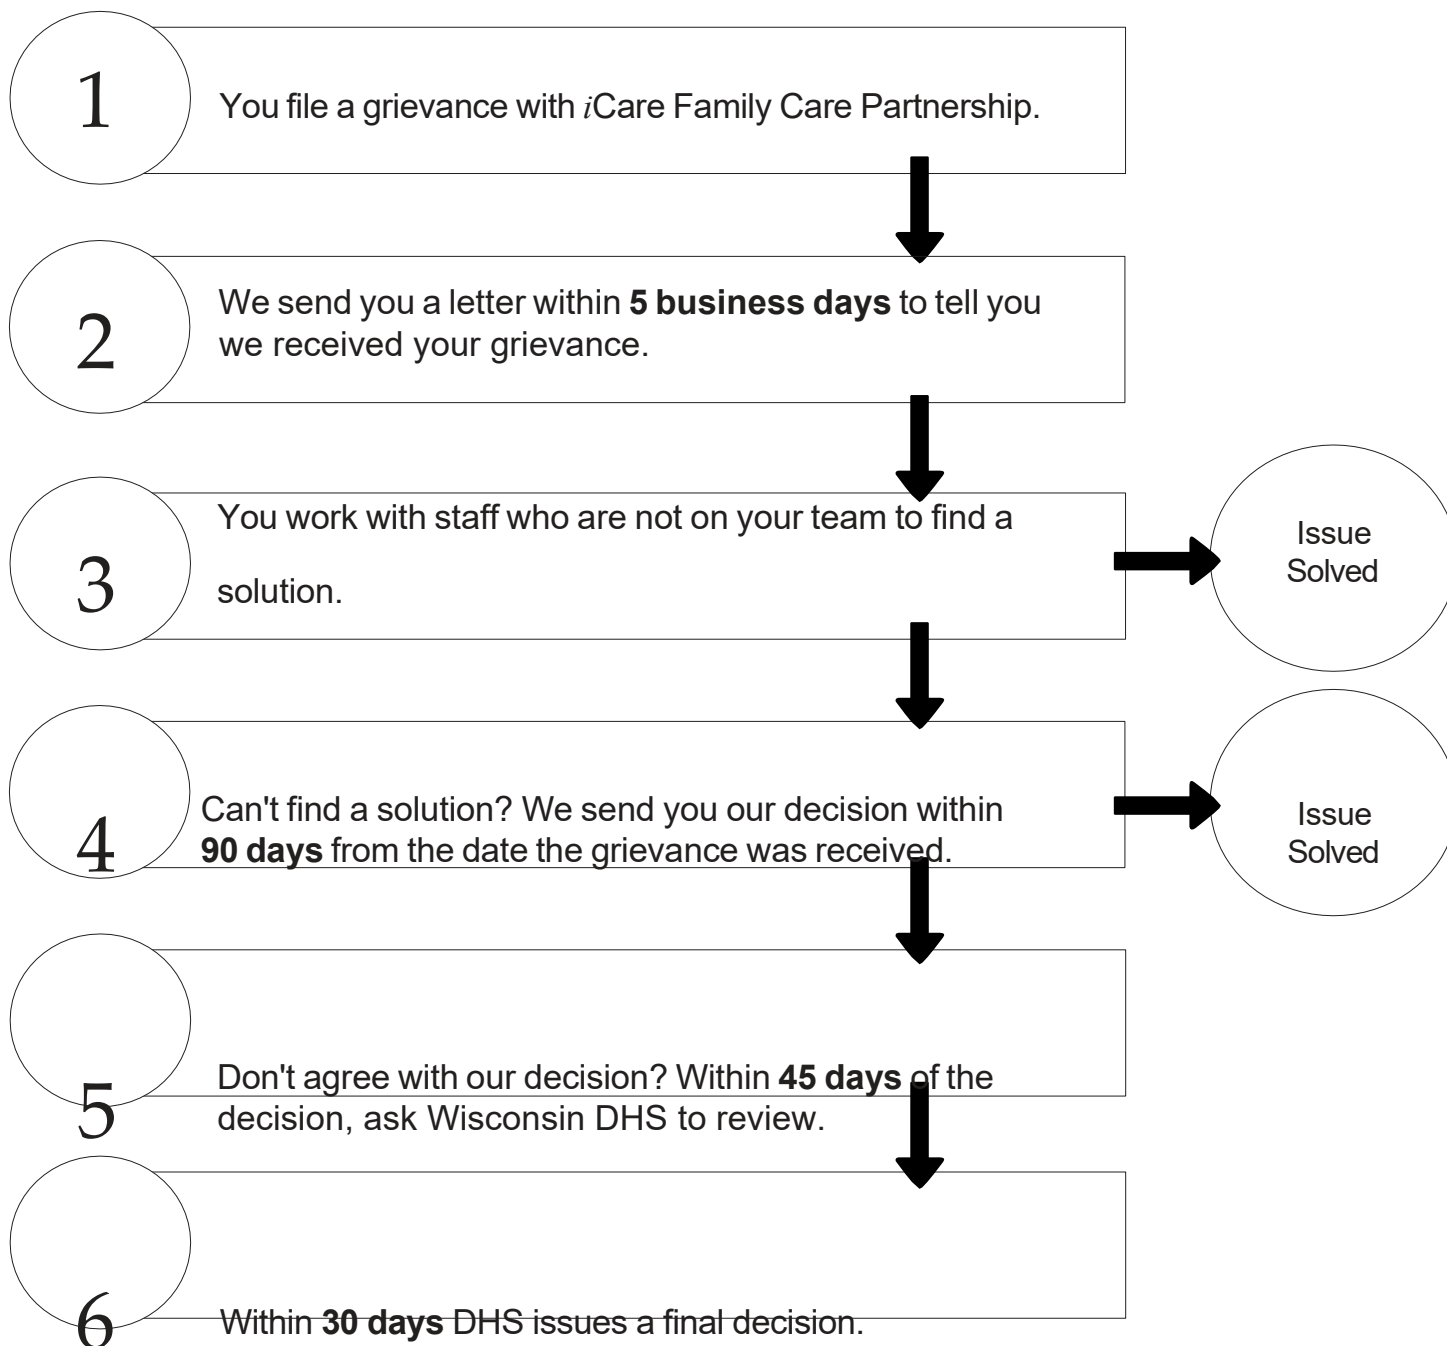 1
You file a grievance with iCare Family Care Partnership.
2
We send you a letter within 5 business days to tell you
we received your grievance.
3
You work with staff who are not on your team to find a
solution.
Issue
Solved
4
Can't find a solution? We send you our decision within
90 days from the date the grievance was received.
Issue
Solved
5
Don't agree with our decision? Within 45 days of the
decision, ask Wisconsin DHS to review.
6
Within 30 days DHS issues a final decision.